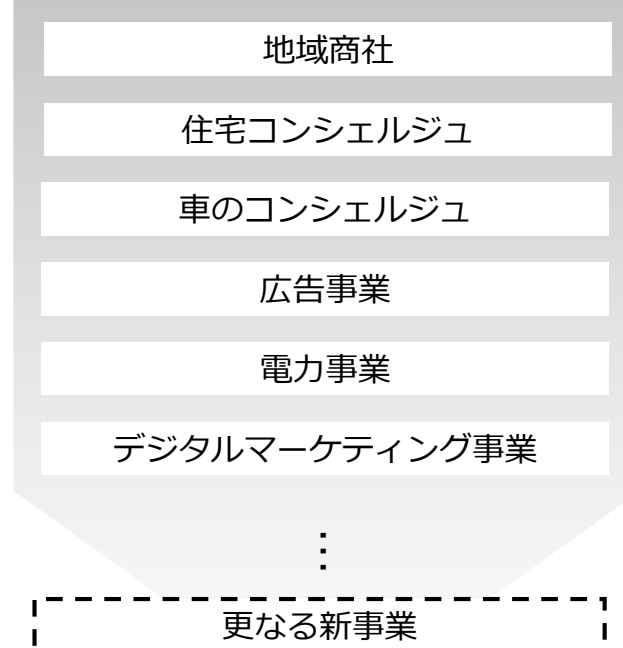 地域商社
住宅コンシェルジュ
車のコンシェルジュ
広告事業
電力事業
デジタルマーケティング事業
⋮
更なる新事業